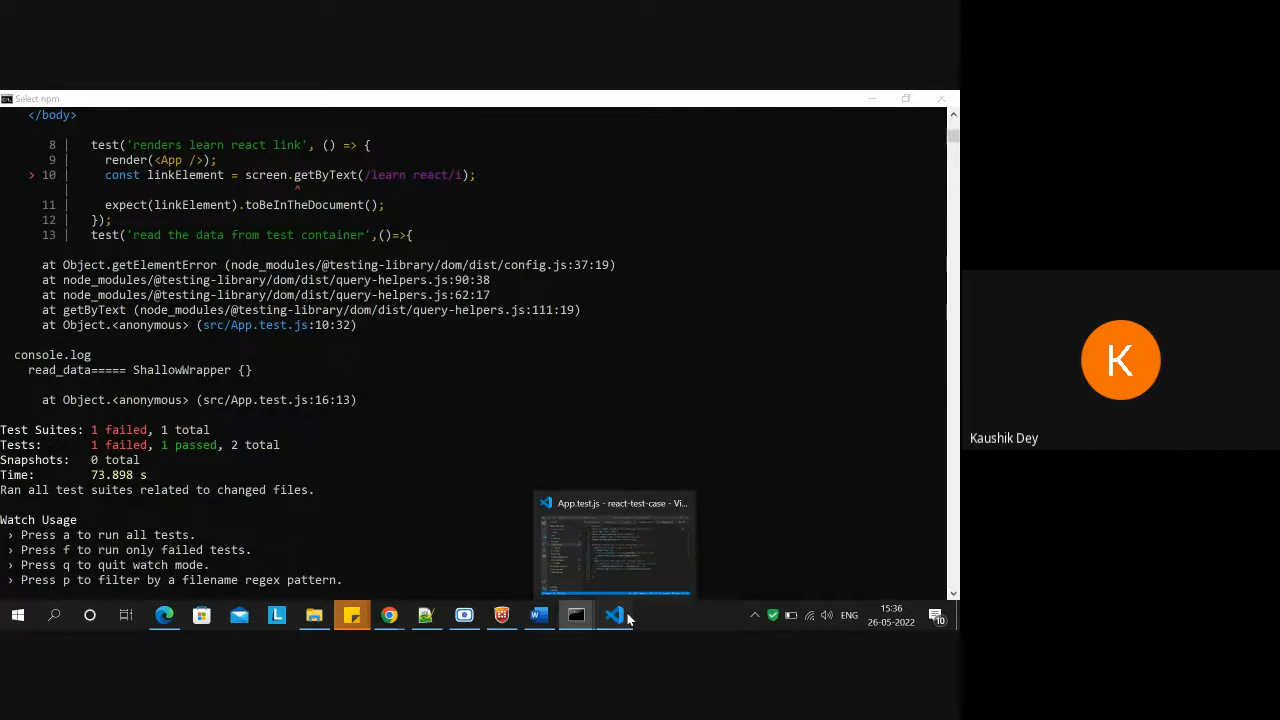 Select npm
</body>
8 | test('renders learn react link', () => {
9 | render(<App />);
> 10 | const linkElement = screen.getByText(/learn react/i);
| ^
11 | expect(linkElement).toBeInTheDocument();
12 | });
13 | test('read the data from test container',()=>{
at Object.getElementError (node_modules/@testing-library/dom/dist/config.js:37:19)
at node_modules/@testing-library/dom/dist/query-helpers.js:90:38
at node_modules/@testing-library/dom/dist/query-helpers.js:62:17
at getByText (node_modules/@testing-library/dom/dist/query-helpers.js:111:19)
at Object.<anonymous> (src/App.test.js:10:32)
console.log
read_data===== ShallowWrapper {}
at Object.<anonymous> (src/App.test.js:16:13)
Test Suites: 1 failed, 1 total
Tests: 1 failed, 1 passed, 2 total
Snapshots: 0 total
Time: 73.898 s
Ran all test suites related to changed files.
Watch Usage
› Press a to run all tests.
› Press f to run only failed tests.
› Press q to quit watch mode.
› Press p to filter by a filename regex pattern.
App.test.js - react-test-case - Vi...
ENG
15:36
26-05-2022
10
K
Kaushik Dey